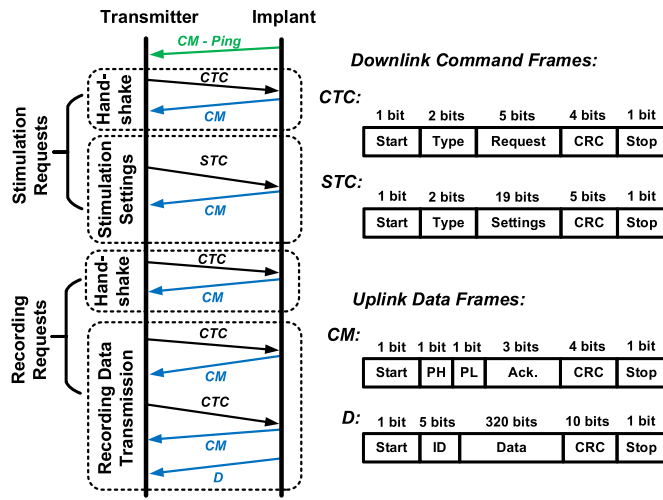 Transmitter
Implant
CM - Ping
Stimulation
Requests
Hand-
shake
CTC
CM
Stimulation
Settings
STC
CM
Recording
Requests
Hand-
shake
CTC
CM
Recording Data
Transmission
CTC
CM
CTC
CM
D
Downlink Command Frames:
CTC:
1 bit 2 bits 5 bits 4 bits 1 bit
Start Type Request CRC Stop
STC:
1 bit 2 bits 19 bits 5 bits 1 bit
Start Type Settings CRC Stop
Uplink Data Frames:
CM:
1 bit 1 bit 1 bit 3 bits 4 bits 1 bit
Start PH PL Ack. CRC Stop
D:
1 bit 5 bits 320 bits 10 bits 1 bit
Start ID Data CRC Stop